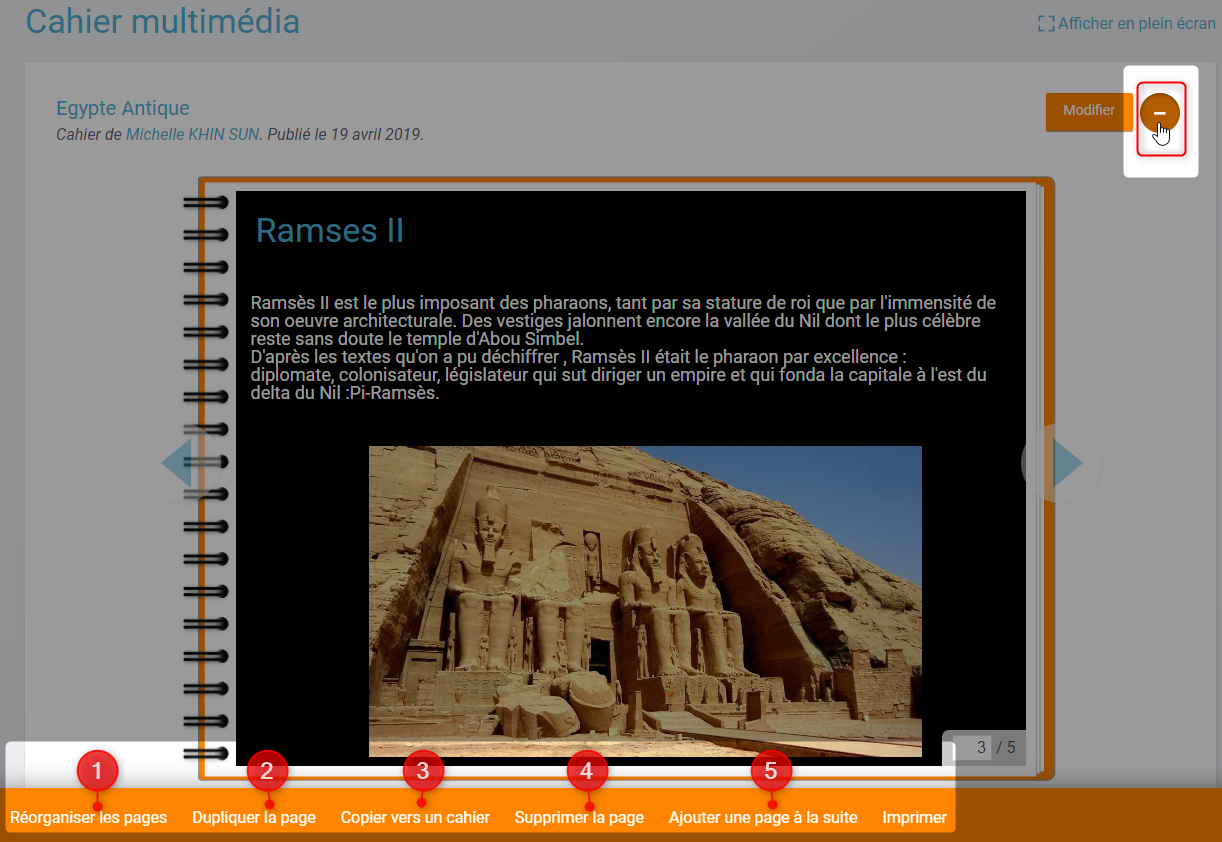 Cahier multimédia
Afficher en plein écran
Egypte Antique
Modifier
Cahier de Michelle KHIN SUN. Publié le 19 avril 2019.
Ramses II
Ramsès II est le plus imposant des pharaons, tant par sa stature de roi que par l'immensité de
son oeuvre architecturale. Des vestiges jalonnent encore la vallée du Nil dont le plus célèbre
reste sans doute le temple d'Abou Simbel.
D'après les textes qu'on a pu déchiffrer , Ramsès II était le pharaon par excellence :
diplomate, colonisateur, législateur qui sut diriger un empire et qui fonda la capitale à l'est du
delta du Nil :Pi-Ramsès.
3 / 5
1 2 3 4 5
Réorganiser les pages Dupliquer la page Copier vers un cahier Supprimer la page Ajouter une page à la suite Imprimer